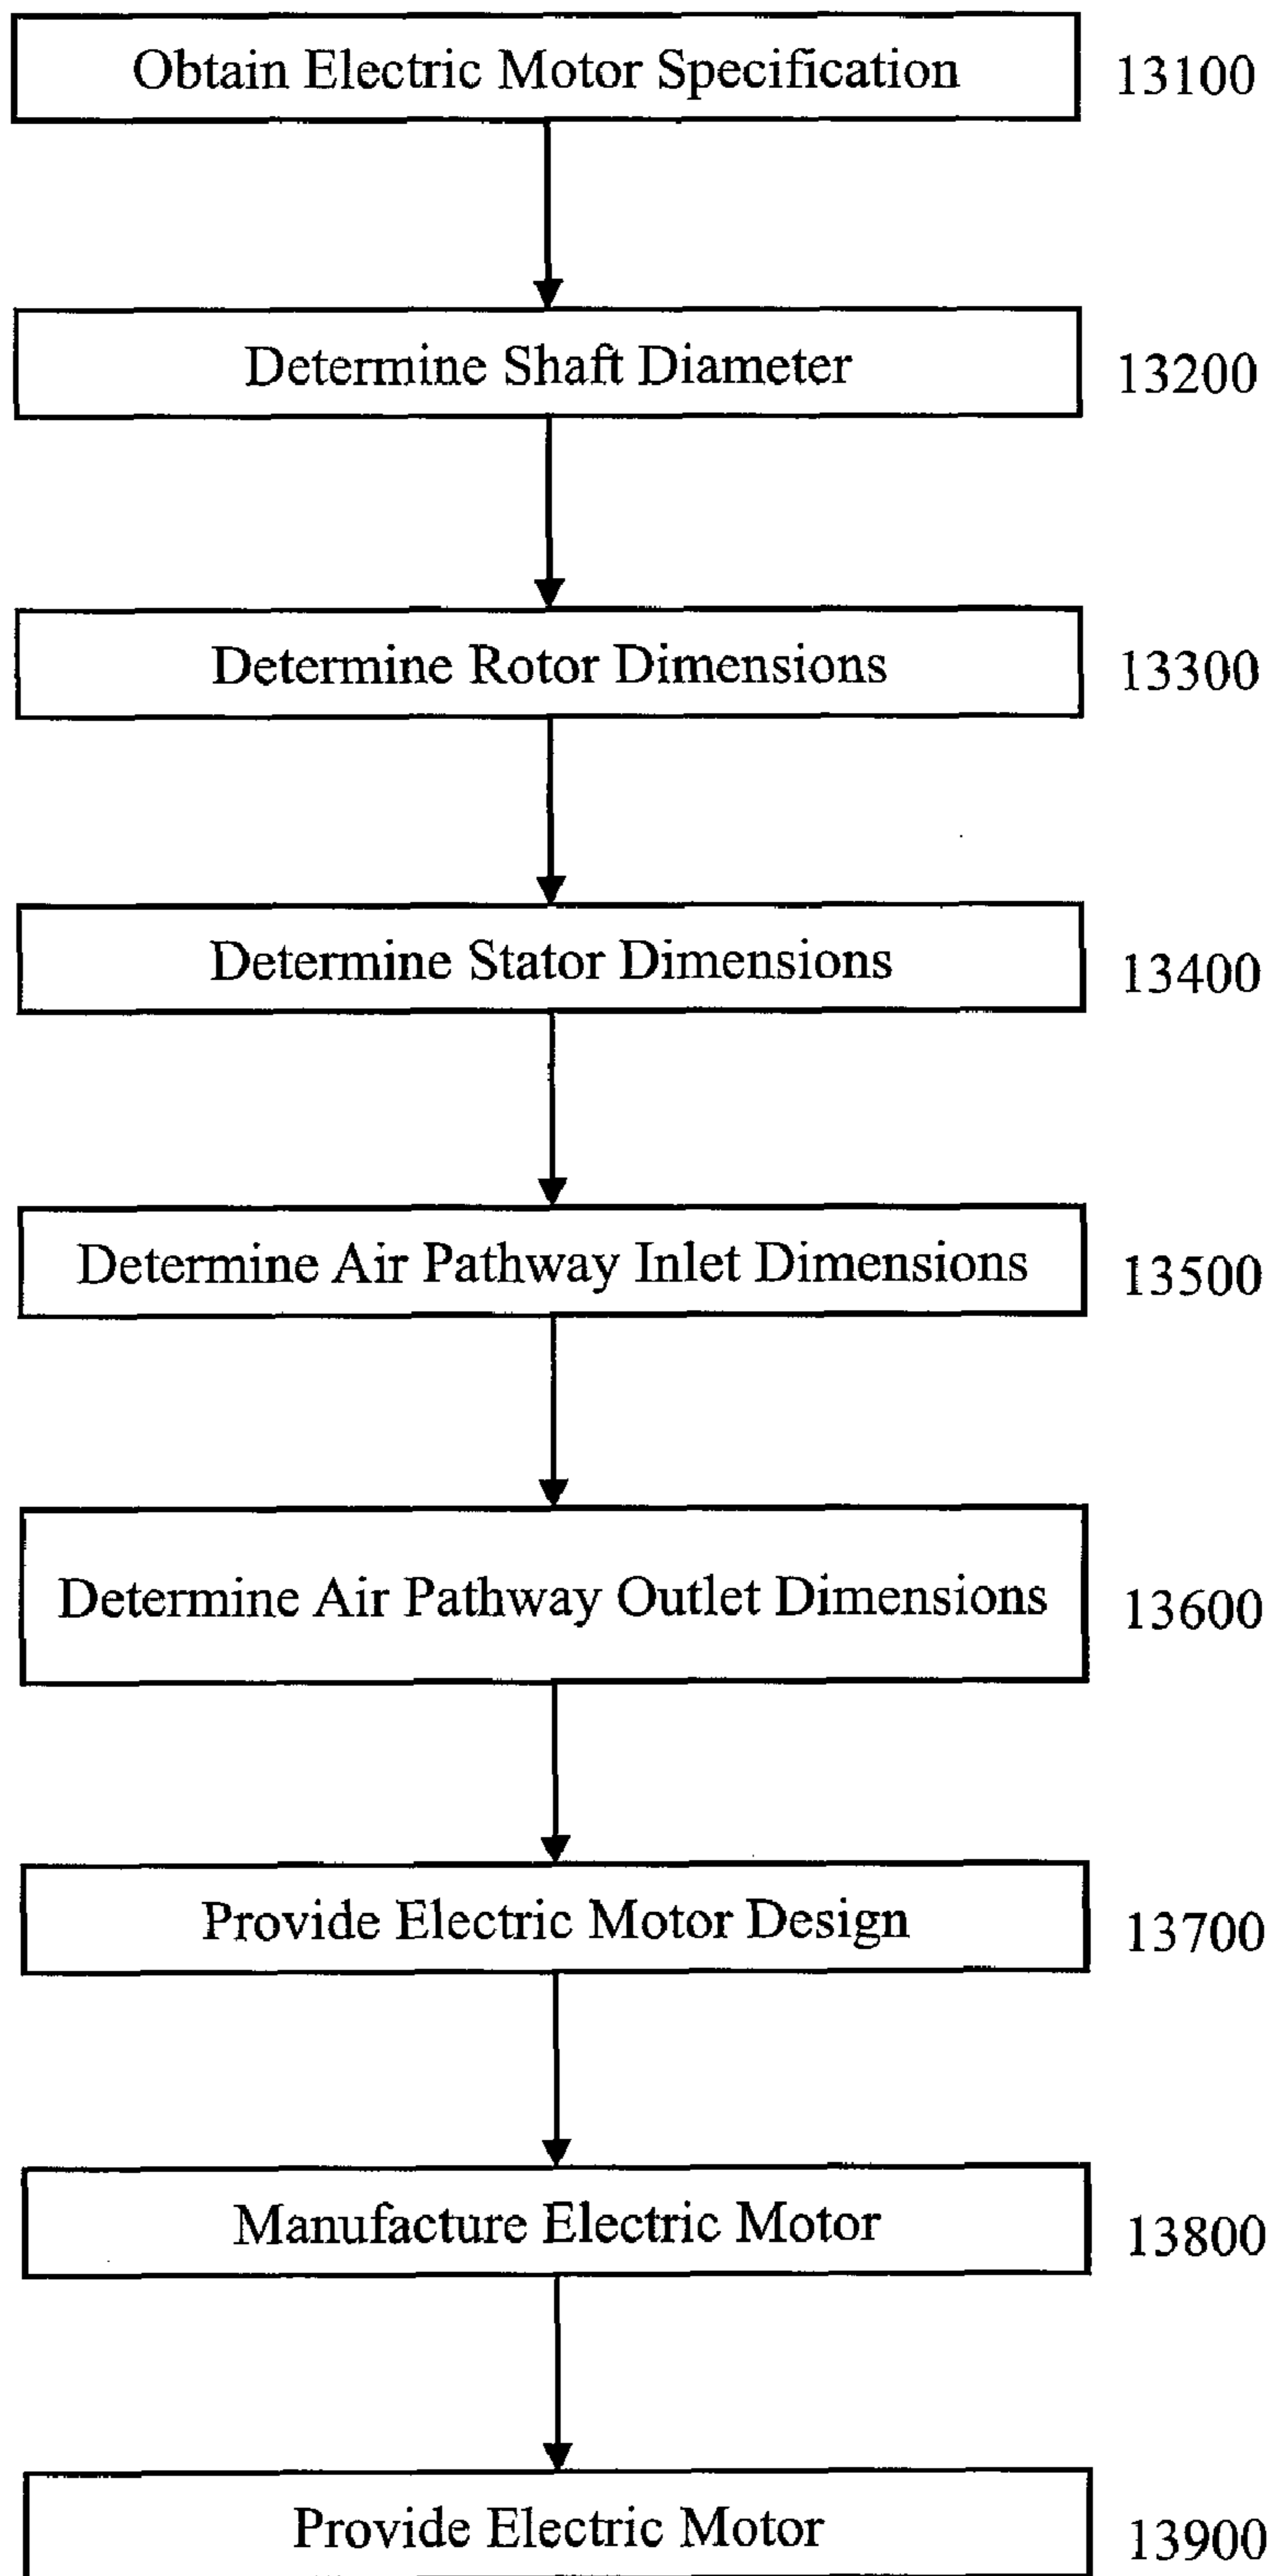 Obtain Electric Motor Specification 13100
Determine Shaft Diameter 13200
Determine Rotor Dimensions 13300
Determine Stator Dimensions 13400
Determine Air Pathway Inlet Dimensions 13500
Determine Air Pathway Outlet Dimensions 13600
Provide Electric Motor Design 13700
Manufacture Electric Motor 13800
Provide Electric Motor 13900